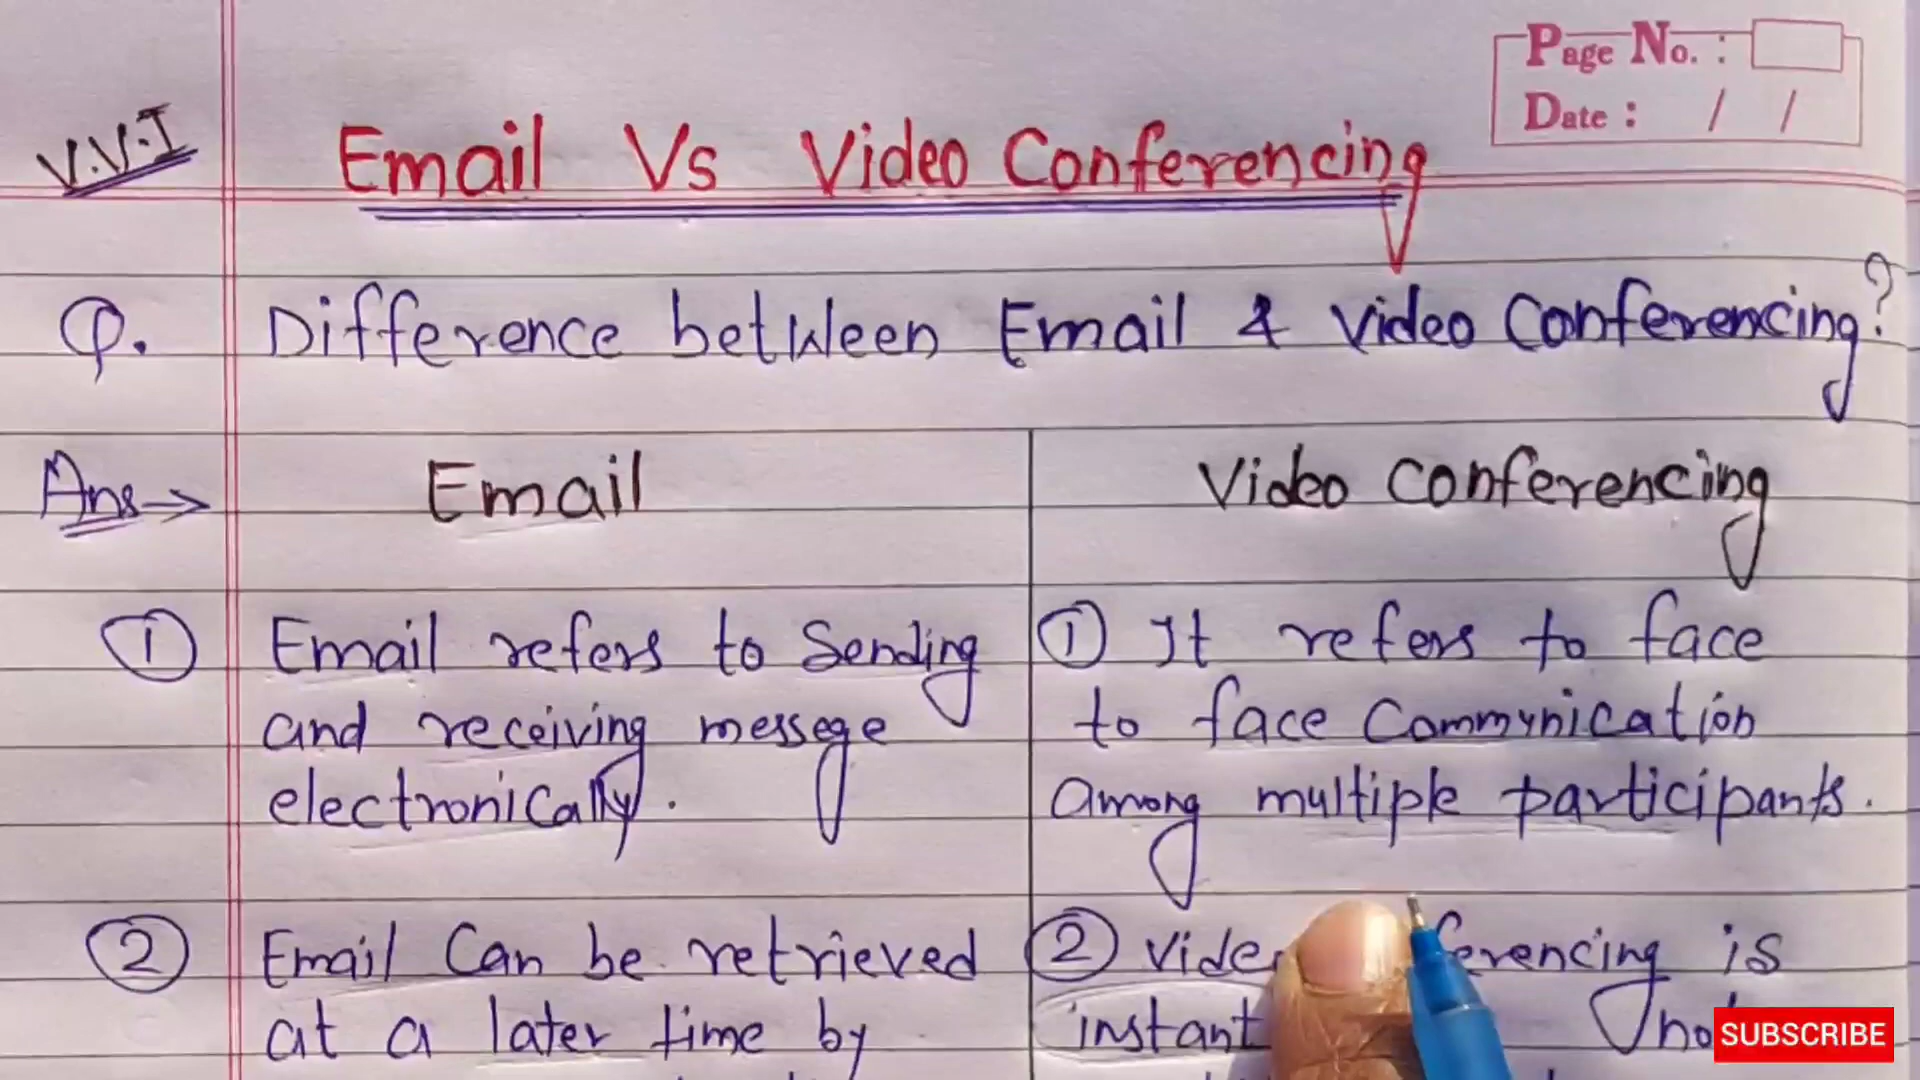 Page No. :
Date : / /
V.V.I
Email Vs Video Conferencing
Q. Difference between Email & Video Conferencing?
Ans→
Email
Video Conferencing
① Email refers to Sending
and receiving messege
electronically.
① It refers to face
to face Communication
among multiple participants.
② Email Can be retrieved
at a later time by
② is
instant
SUBSCRIBE